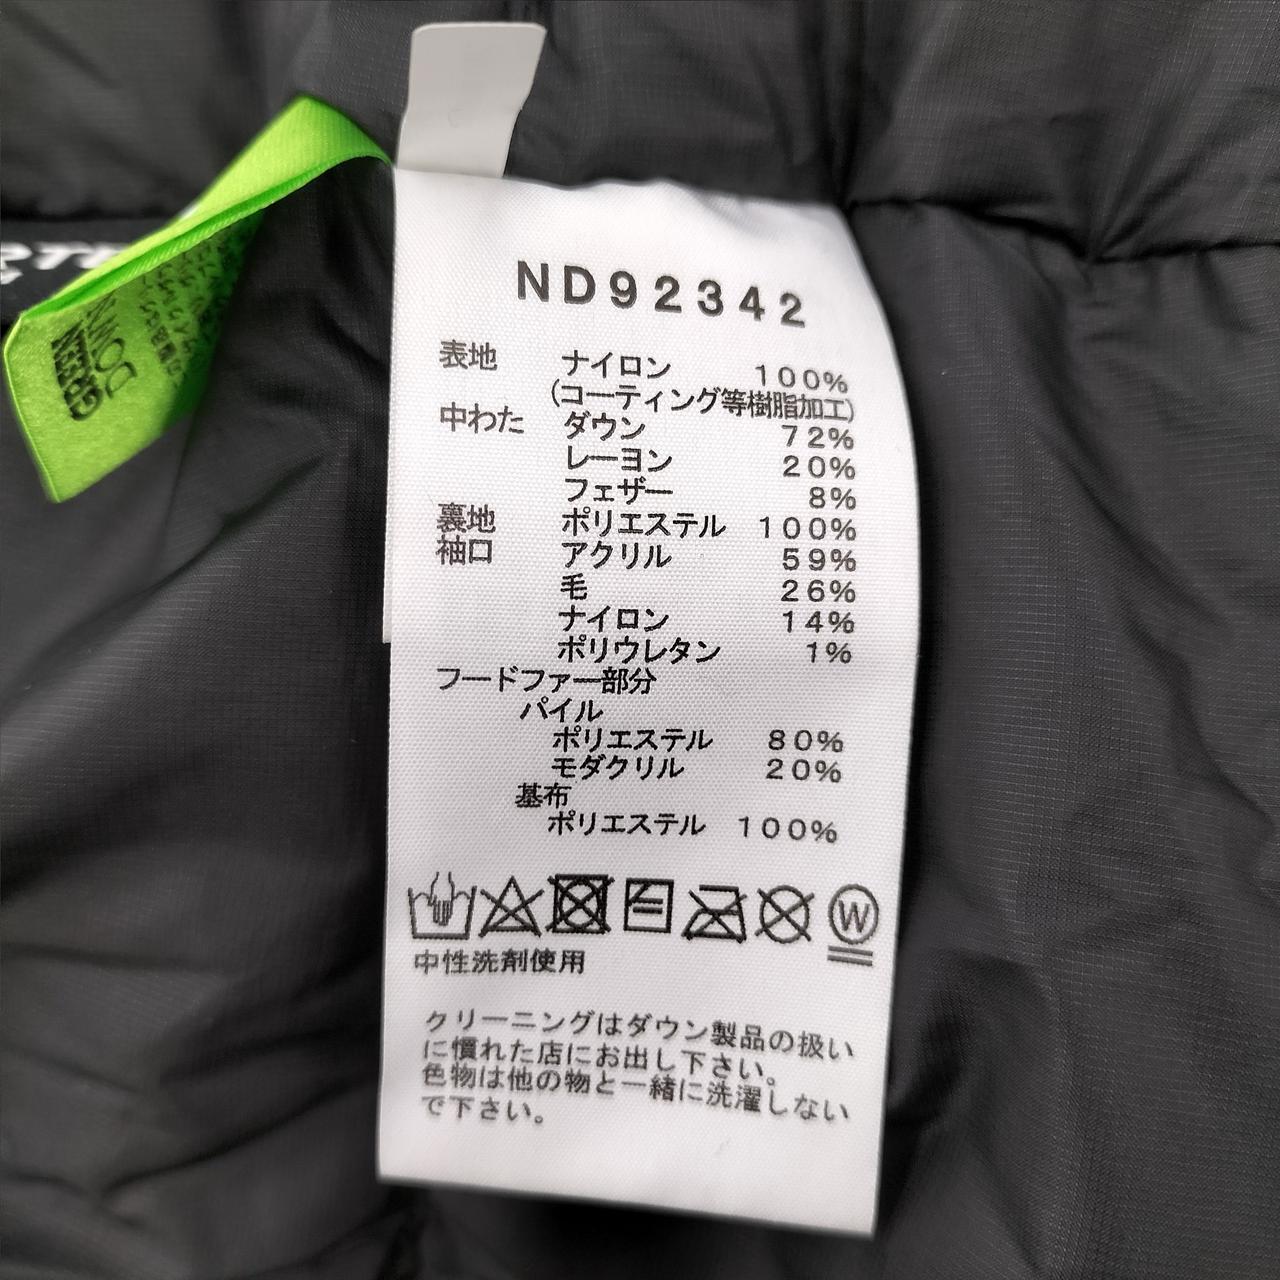 ND92342
表地 ナイロン 100%
(コーティング等樹脂加工)
中わた ダウン 72%
レーヨン 20%
フェザー 8%
裏地 ポリエステル 100%
袖口 アクリル 59%
毛 26%
ナイロン 14%
ポリウレタン 1%
フードファー部分
パイル
ポリエステル 80%
モダクリル 20%
基布
ポリエステル 100%
W
中性洗剤使用
クリーニングはダウン製品の扱い
に慣れた店にお出し下さい。
色物は他の物と一緒に洗濯しない
で下さい。
GREEN
DOWN